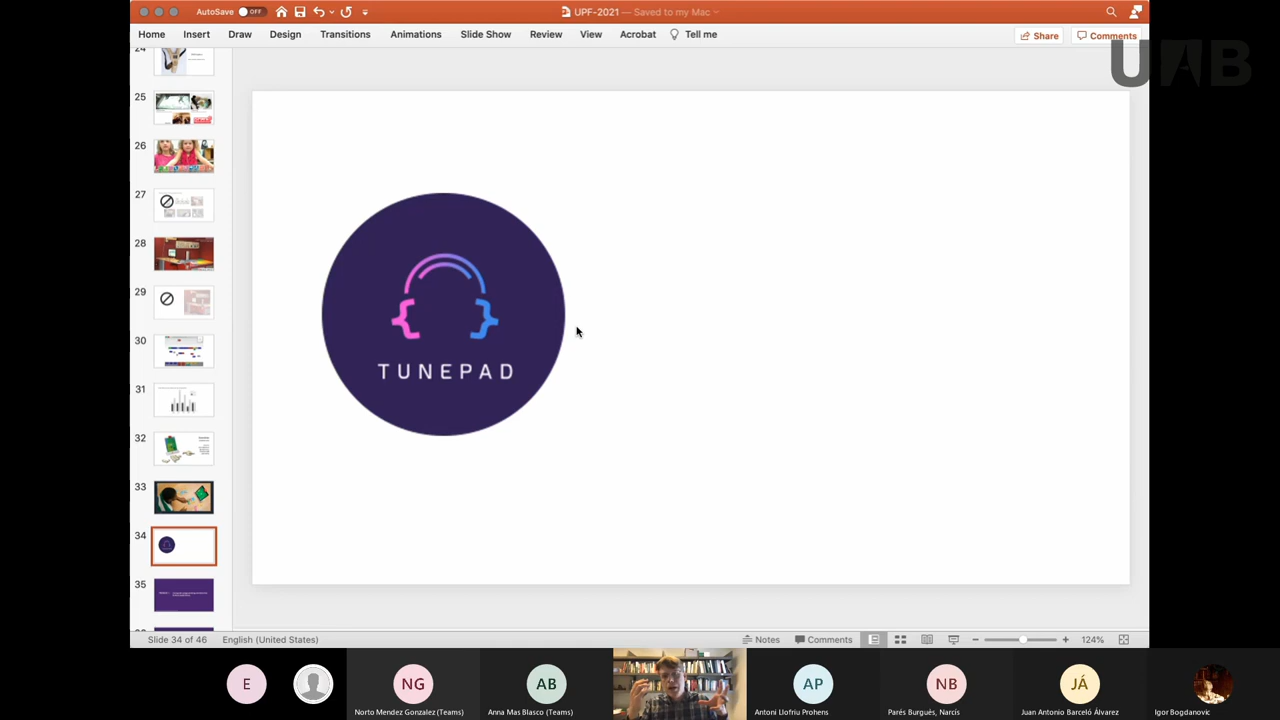 AutoSave OFF
UPF-2021 — Saved to my Mac
Home Insert Draw Design Transitions Animations Slide Show Review View Acrobat Tell me Share Comments
UAB
24
25
26
27
28
29
30
31
32
33
34
35
TUNEPAD
Slide 34 of 46 English (United States) Notes Comments 124%
E NG AB AP NB JÁ
Norto Mendez Gonzalez (Teams) Anna Mas Blasco (Teams) Antoni Llofriu Prohens Parés Burguès, Narcís Juan Antonio Barceló Álvarez Igor Bogdanovic